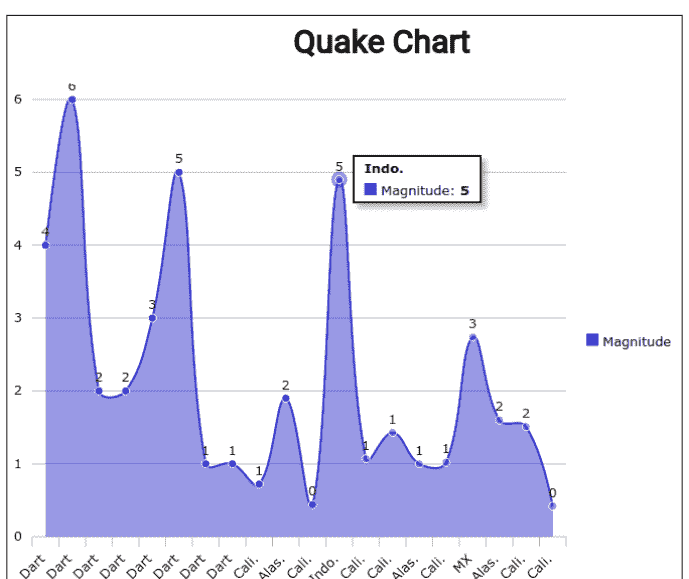 Quake Chart
6
6
5
5
5
Indo.
Magnitude: 5
4
4
3
3
3
Magnitude
2
2
2
2
2
2
1
1
1
1
1
1
1
1
0
0
0
Dart
Dart
Dart
Dart
Dart
Dart
Dart
Dart
Cali.
Alas.
Cali.
Indo.
Cali.
Cali.
Alas.
Cali.
MX
Alas.
Cali.
Cali.